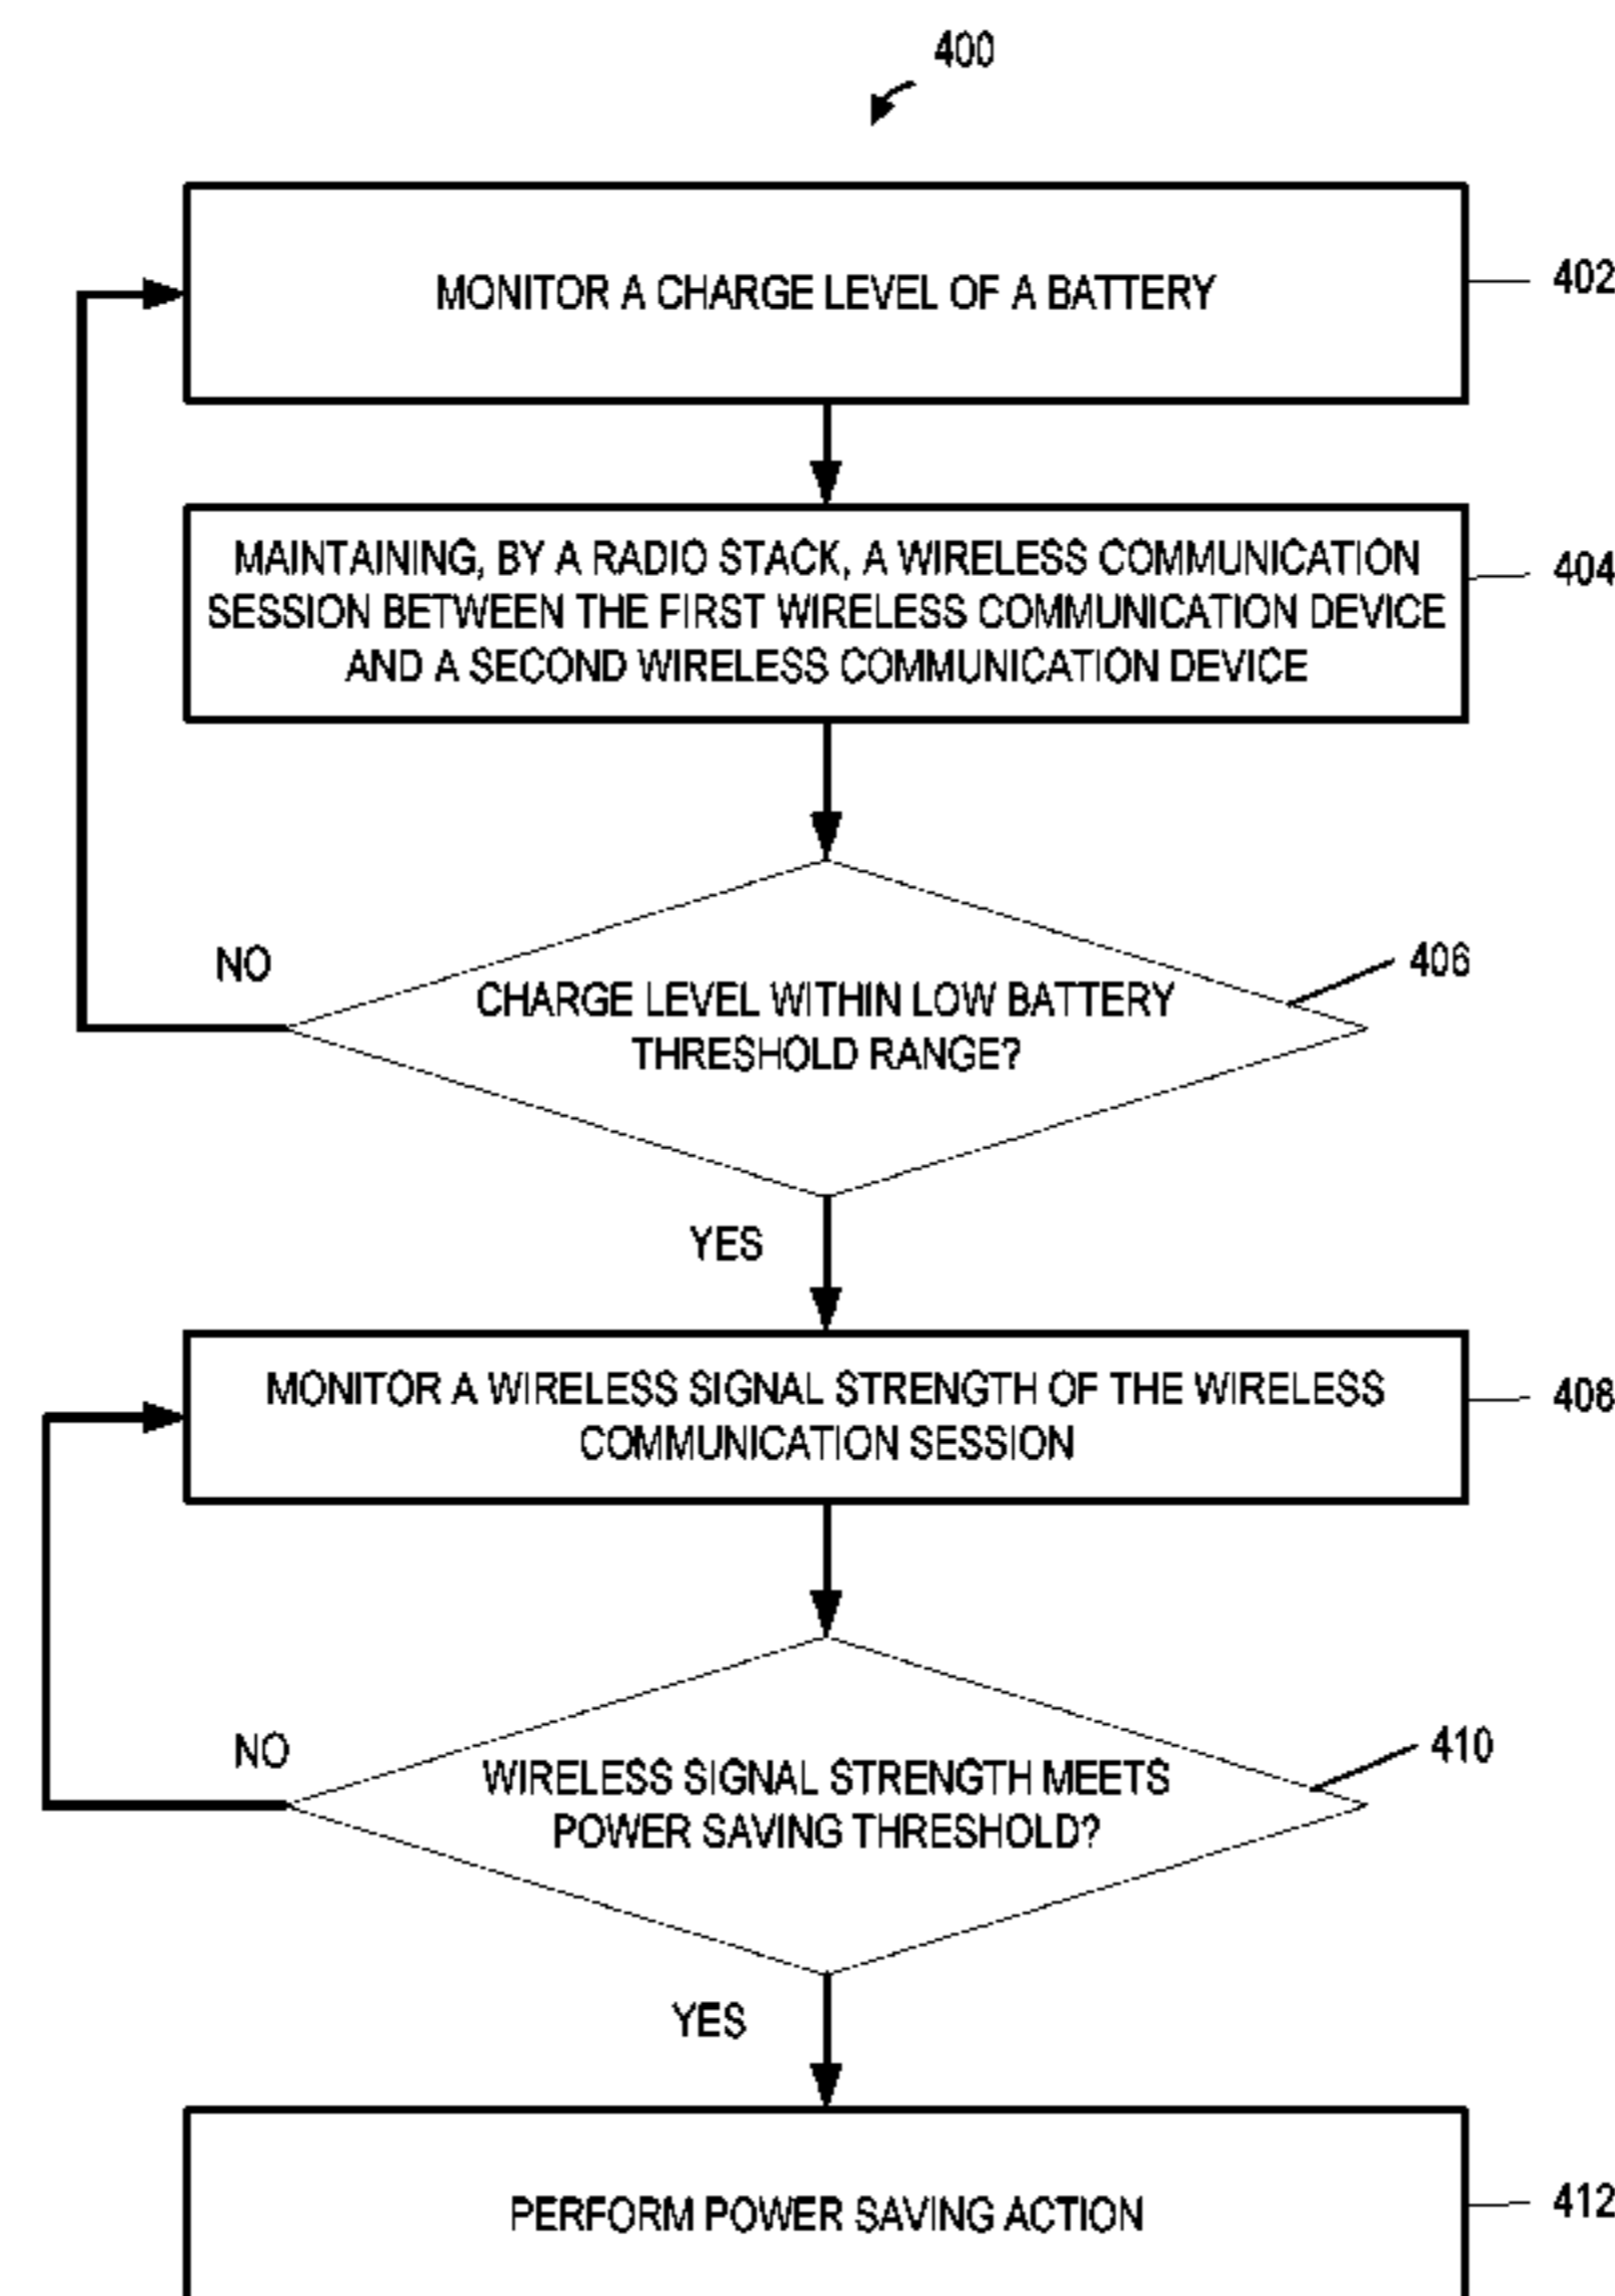 400
MONITOR A CHARGE LEVEL OF A BATTERY
402
MAINTAINING, BY A RADIO STACK, A WIRELESS COMMUNICATION
SESSION BETWEEN THE FIRST WIRELESS COMMUNICATION DEVICE
AND A SECOND WIRELESS COMMUNICATION DEVICE
404
NO
406
CHARGE LEVEL WITHIN LOW BATTERY
THRESHOLD RANGE?
YES
MONITOR A WIRELESS SIGNAL STRENGTH OF THE WIRELESS
COMMUNICATION SESSION
408
NO
410
WIRELESS SIGNAL STRENGTH MEETS
POWER SAVING THRESHOLD?
YES
PERFORM POWER SAVING ACTION
412